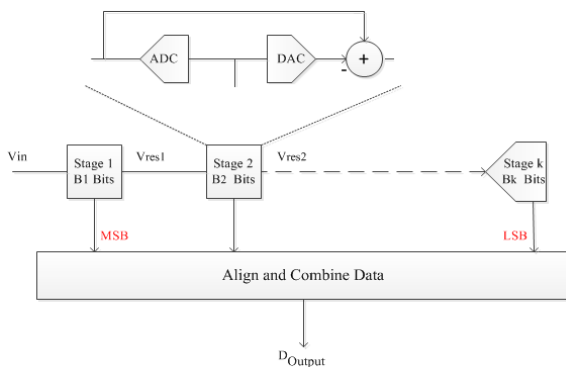 ADC
DAC
+
-
Vin
Stage 1
B1 Bits
Vres1
Stage 2
B2 Bits
Vres2
Stage k
Bk Bits
MSB
LSB
Align and Combine Data
DOutput